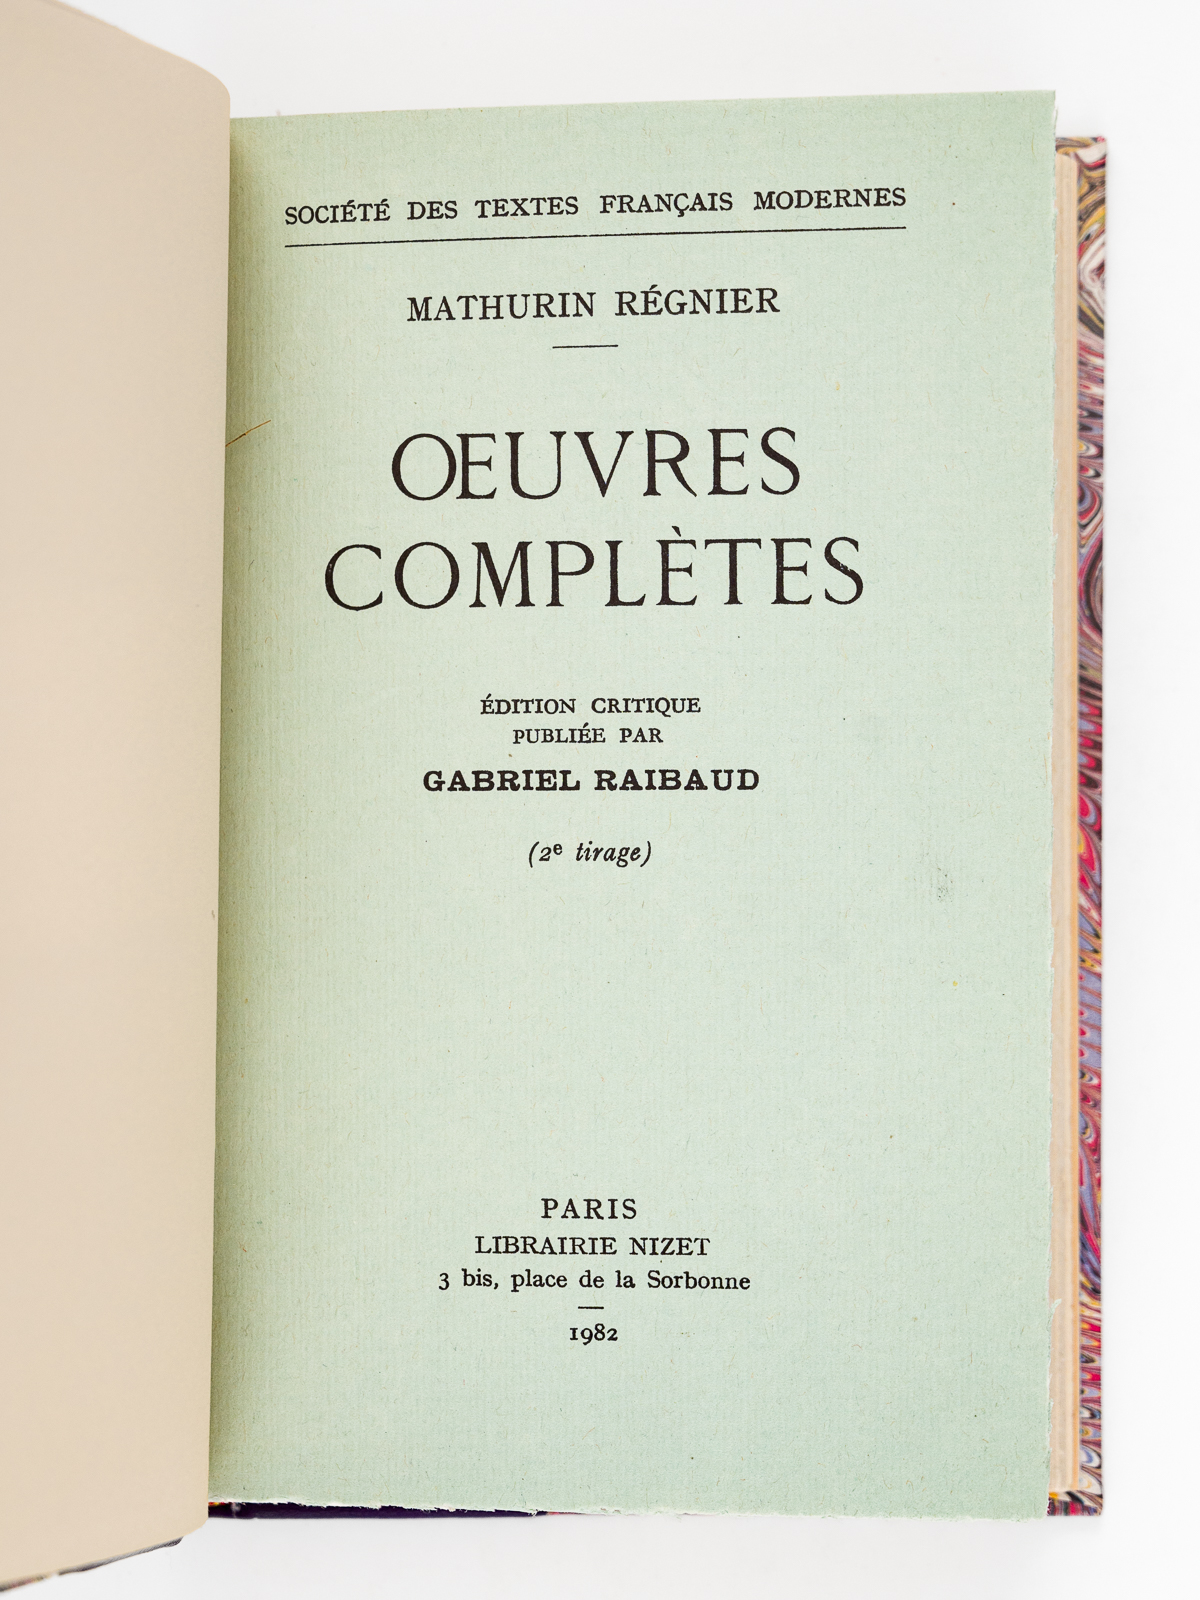 SOCIÉTÉ DES TEXTES FRANÇAIS MODERNES
MATHURIN RÉGNIER
ŒUVRES
COMPLÈTES
ÉDITION CRITIQUE
PUBLIÉE PAR
GABRIEL RAIBAUD
(2e tirage)
PARIS
LIBRAIRIE NIZET
3 bis, place de la Sorbonne
1982